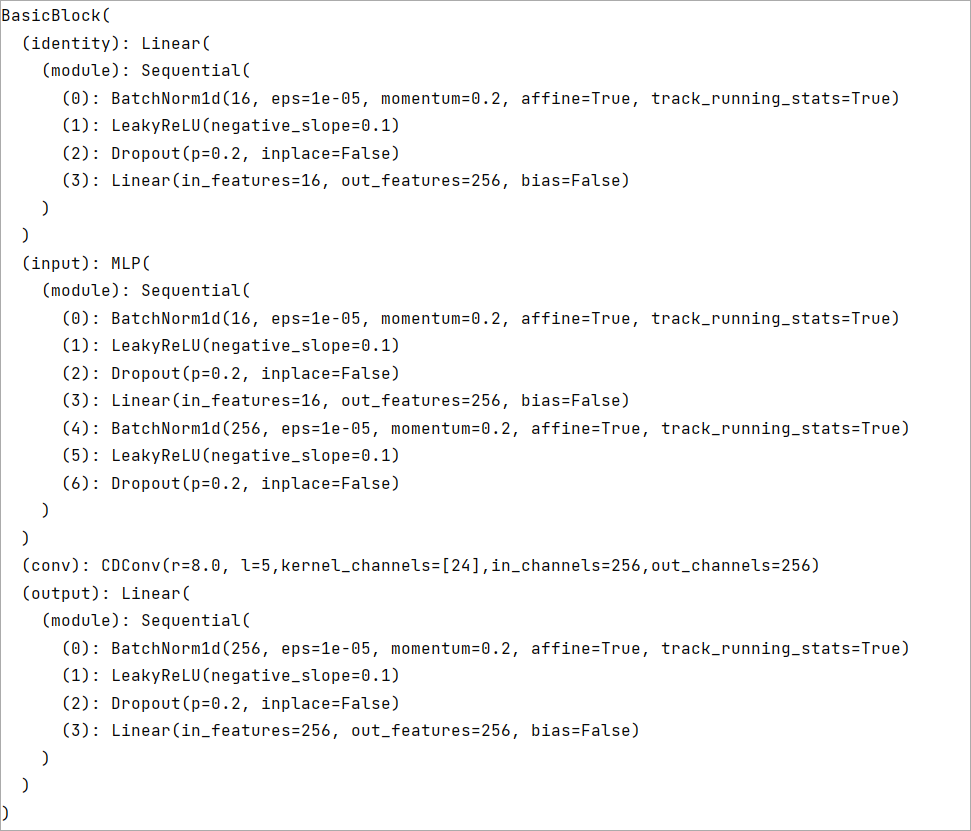 BasicBlock(
  (identity): Linear(
    (module): Sequential(
      (0): BatchNorm1d(16, eps=1e-05, momentum=0.2, affine=True, track_running_stats=True)
      (1): LeakyReLU(negative_slope=0.1)
      (2): Dropout(p=0.2, inplace=False)
      (3): Linear(in_features=16, out_features=256, bias=False)
    )
  )
  (input): MLP(
    (module): Sequential(
      (0): BatchNorm1d(16, eps=1e-05, momentum=0.2, affine=True, track_running_stats=True)
      (1): LeakyReLU(negative_slope=0.1)
      (2): Dropout(p=0.2, inplace=False)
      (3): Linear(in_features=16, out_features=256, bias=False)
      (4): BatchNorm1d(256, eps=1e-05, momentum=0.2, affine=True, track_running_stats=True)
      (5): LeakyReLU(negative_slope=0.1)
      (6): Dropout(p=0.2, inplace=False)
    )
  )
  (conv): CDConv(r=8.0, l=5,kernel_channels=[24],in_channels=256,out_channels=256)
  (output): Linear(
    (module): Sequential(
      (0): BatchNorm1d(256, eps=1e-05, momentum=0.2, affine=True, track_running_stats=True)
      (1): LeakyReLU(negative_slope=0.1)
      (2): Dropout(p=0.2, inplace=False)
      (3): Linear(in_features=256, out_features=256, bias=False)
    )
  )
)